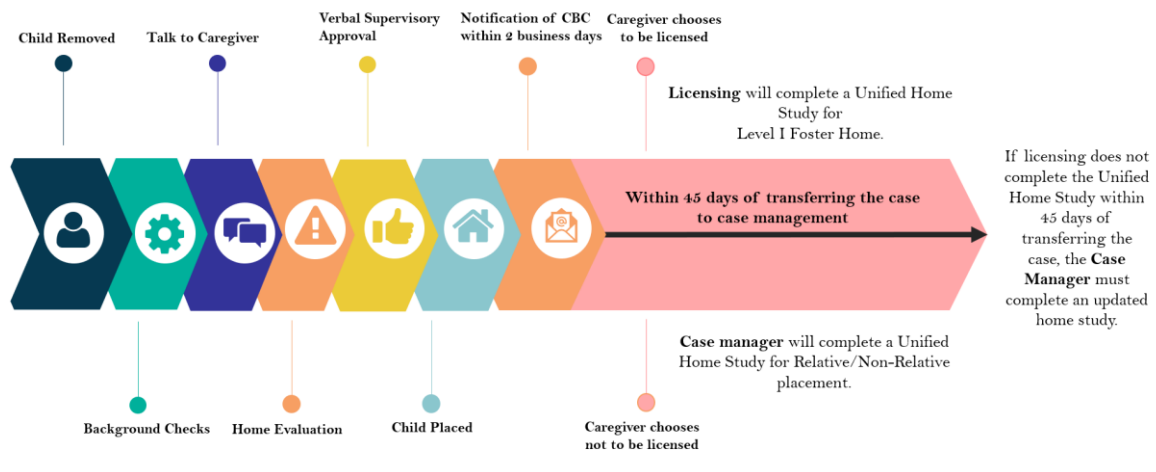 Child Removed
Talk to Caregiver
Verbal Supervisory
Approval
Notification of CBC
within 2 business days
Caregiver chooses
to be licensed
Licensing will complete a Unified Home
Study for
Level I Foster Home.
Within 45 days of transferring the case
to case management
If licensing does not
complete the Unified
Home Study within
45 days of
transferring the
case, the Case
Manager must
complete an updated
home study.
Case manager will complete a Unified
Home Study for Relative/Non-Relative
placement.
Background Checks
Home Evaluation
Child Placed
Caregiver chooses
not to be licensed